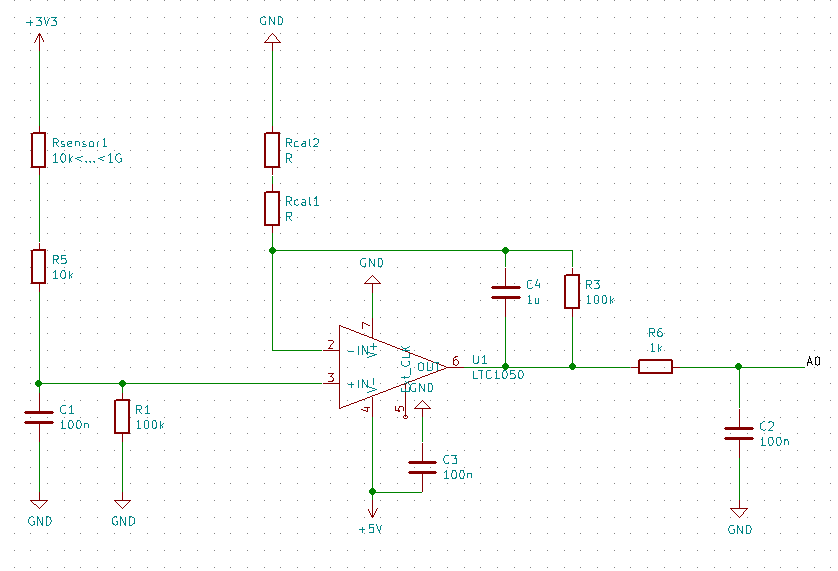 +3V3
GND
Rsensor1
10k<...<1G
Rcal2
R
Rcal1
R
R5
10k
GND
C4
1u
R3
100k
7
2
-IN
V+
Ext_CLK
OUT
6
U1
LTC1050
R6
1k
A0
3
+IN
V-
4
5
GND
C1
100n
R1
100k
C3
100n
C2
100n
GND
GND
+5V
GND